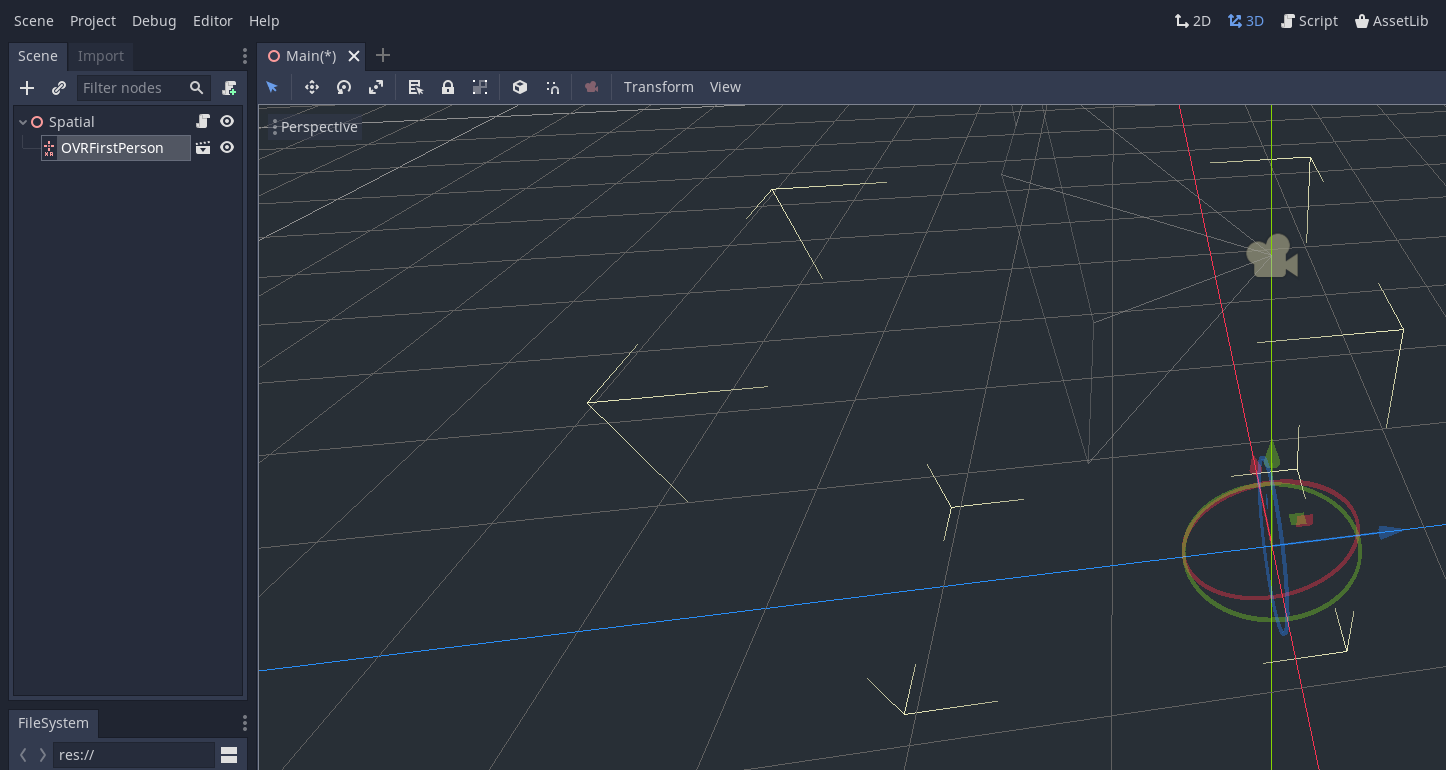 Scene Project Debug Editor Help 2D 3D Script AssetLib
Scene Import Main(*)
Filter nodes Transform View
Spatial
OVRFirstPerson
Perspective
FileSystem
res://